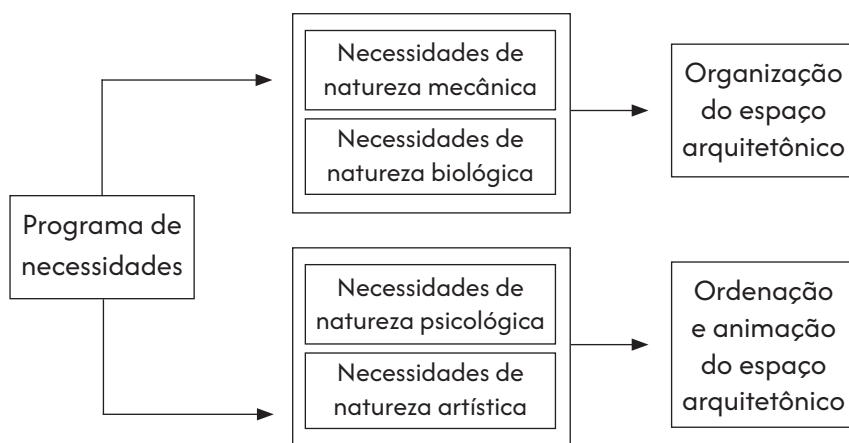 Programa de
necessidades
Necessidades de
natureza mecânica
Necessidades de
natureza biológica
Organização
do espaço
arquitetônico
Necessidades de
natureza psicológica
Necessidades de
natureza artística
Ordenação
e animação
do espaço
arquitetônico